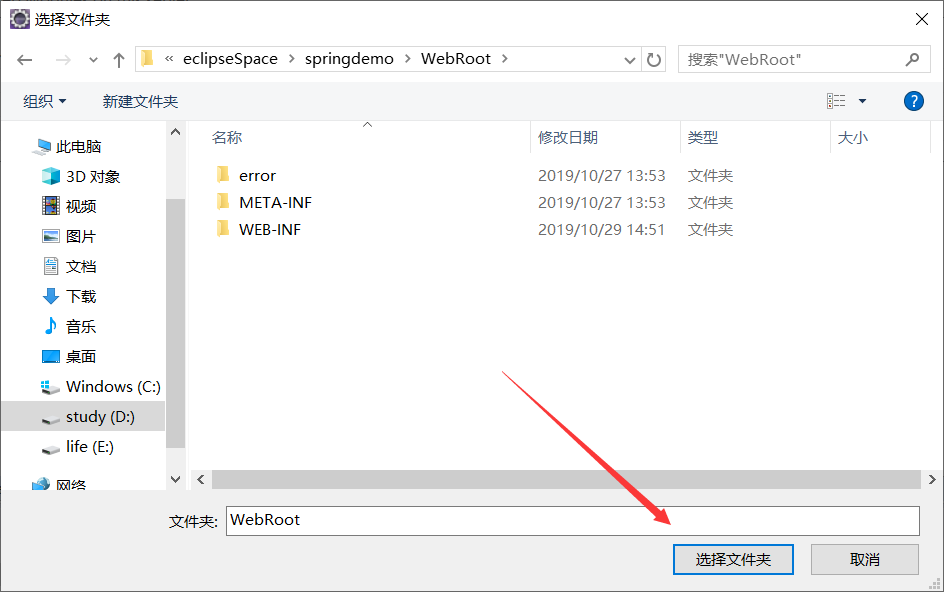 选择文件夹
« eclipseSpace > springdemo > WebRoot >
搜索"WebRoot"
组织
新建文件夹
?
名称
修改日期
类型
大小
此电脑
3D 对象
视频
图片
文档
下载
音乐
桌面
Windows (C:)
study (D:)
life (E:)
网络
error 2019/10/27 13:53 文件夹
META-INF 2019/10/27 13:53 文件夹
WEB-INF 2019/10/29 14:51 文件夹
文件夹: WebRoot
选择文件夹
取消